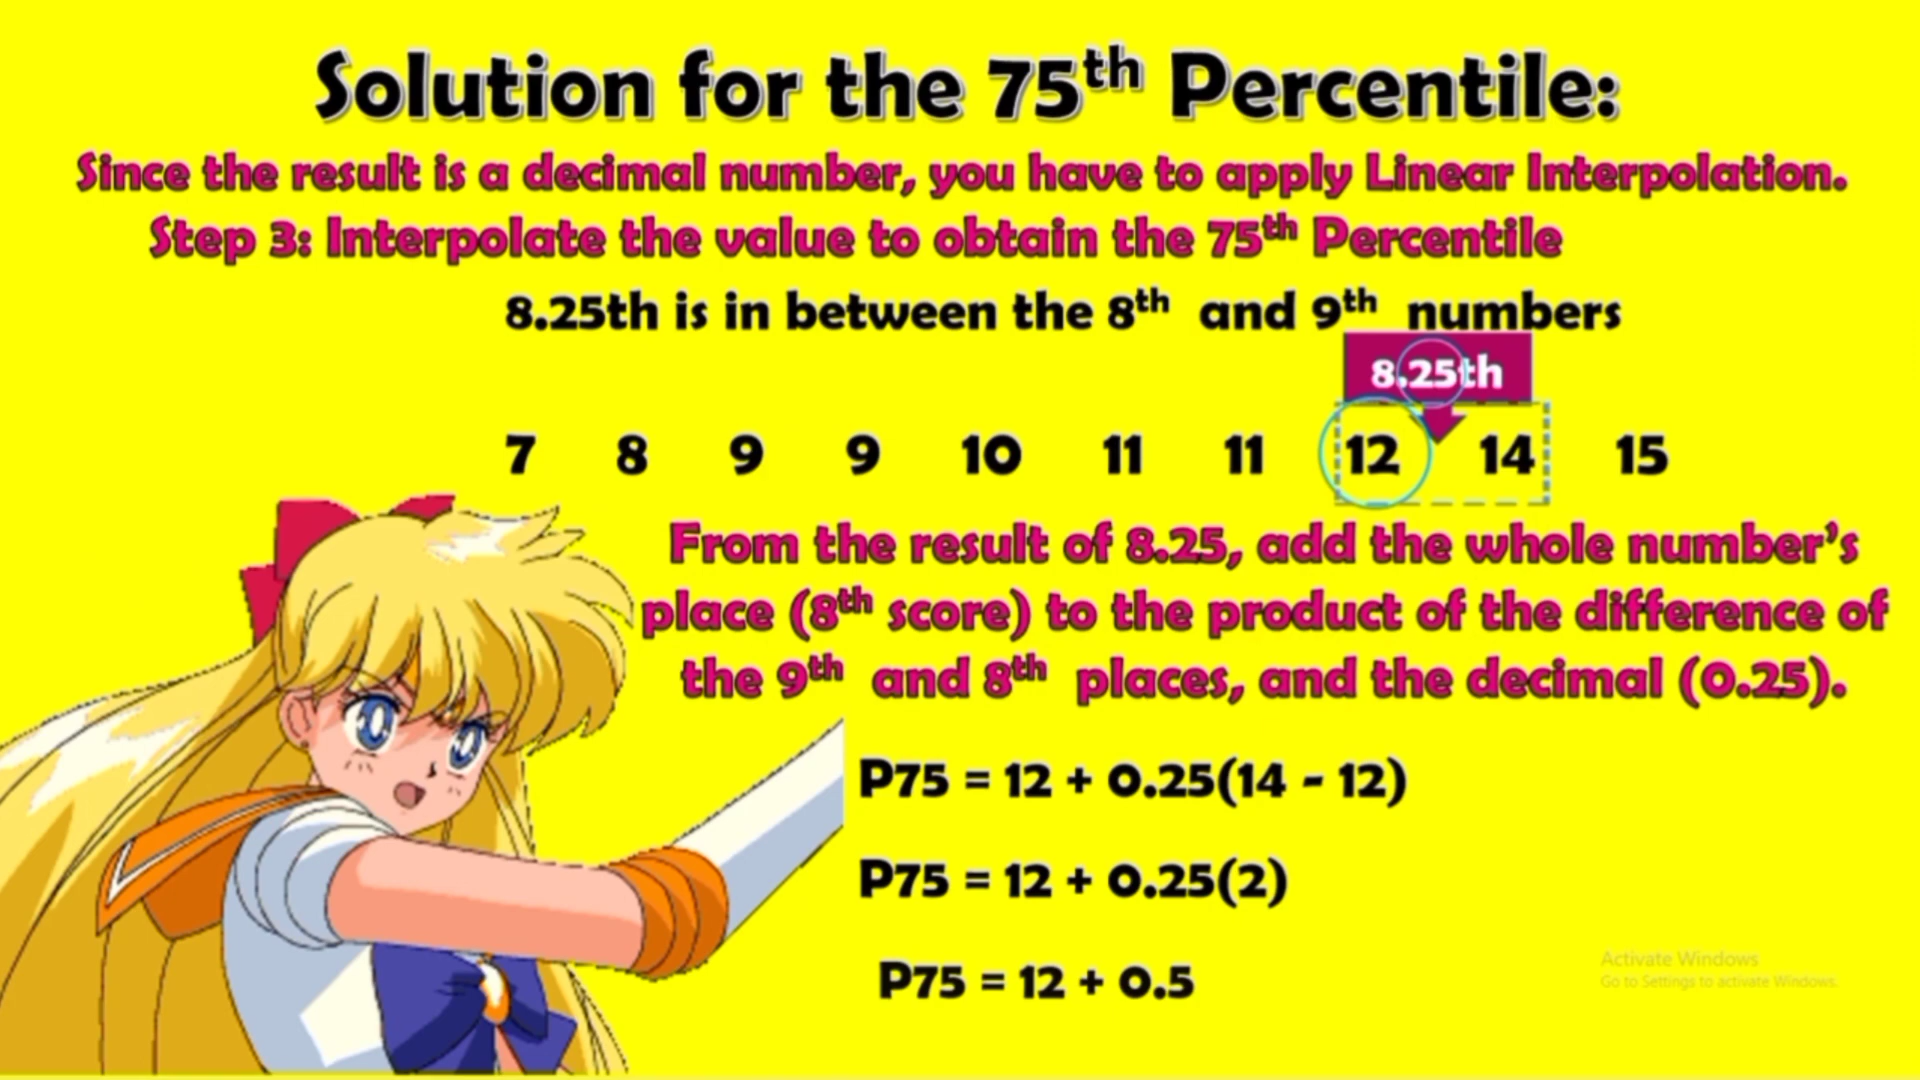 Solution for the 75th Percentile:
Since the result is a decimal number, you have to apply Linear Interpolation.
Step 3: Interpolate the value to obtain the 75th Percentile
8.25th is in between the 8th and 9th numbers
8.25th
7 8 9 9 10 11 11 12 14 15
From the result of 8.25, add the whole number’s
place (8th score) to the product of the difference of
the 9th and 8th places, and the decimal (0.25).
P75 = 12 + 0.25(14 - 12)
P75 = 12 + 0.25(2)
P75 = 12 + 0.5
Activate Windows
Go to Settings to activate Windows.